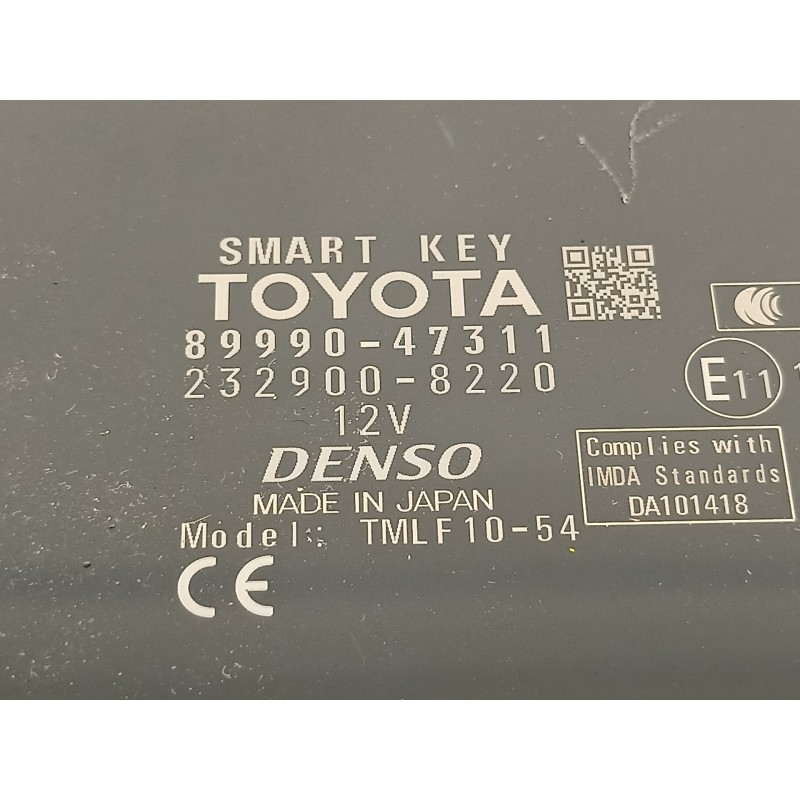 SMART KEY
TOYOTA
89990-47311
232900-8220
12V
DENSO
MADE IN JAPAN
Model: TMLF10-54
CE
E11
Complies with
IMDA Standards
DA101418